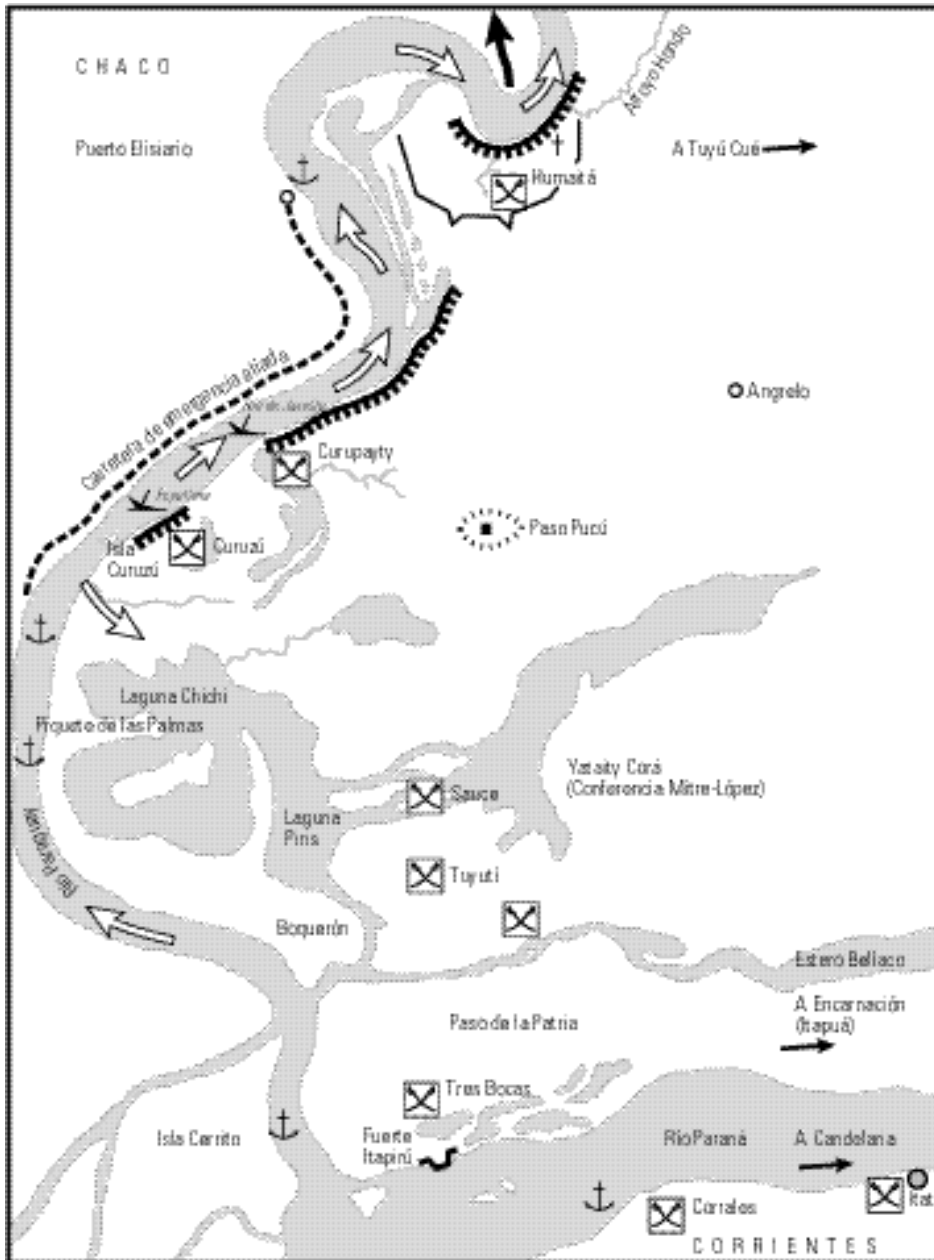 CHACO
Arroyo Hondo
Puerto Elisiario
A Tuyú Cué
Humaitá
Carretera de emergencia aliada
Angrelo
Curupayty
Paso Pucú
Isla
Curuzú
Curuzú
Laguna Chichi
Piquete de las Palmas
Yataity Corá
(Conferencia Mitre-López)
Sauce
Laguna
Piris
Río Paraguay
Tuyutí
Boquerón
Estero Bellaco
A Encarnación
(Itapuá)
Paso de la Patria
Tres Bocas
Isla Cerrito
Fuerte
Itapirú
Río Paraná
A Candelaria
Corrales
Itat
CORRIENTES